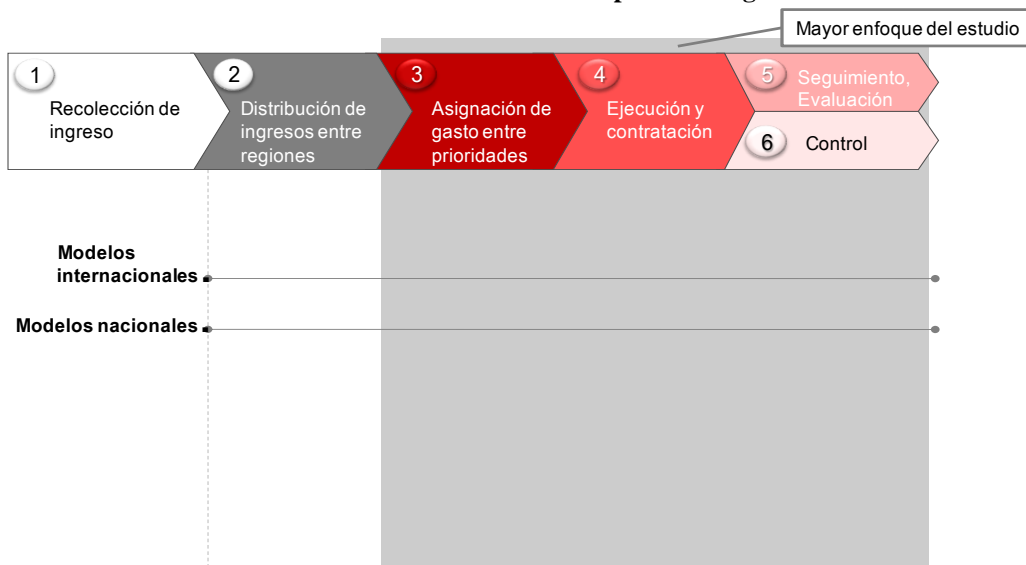 Mayor enfoque del estudio
1
Recolección de
ingreso
2
Distribución de
ingresos entre
regiones
3
Asignación de
gasto entre
prioridades
4
Ejecución y
contratación
5
Seguimiento,
Evaluación
6
Control
Modelos
internacionales
Modelos nacionales